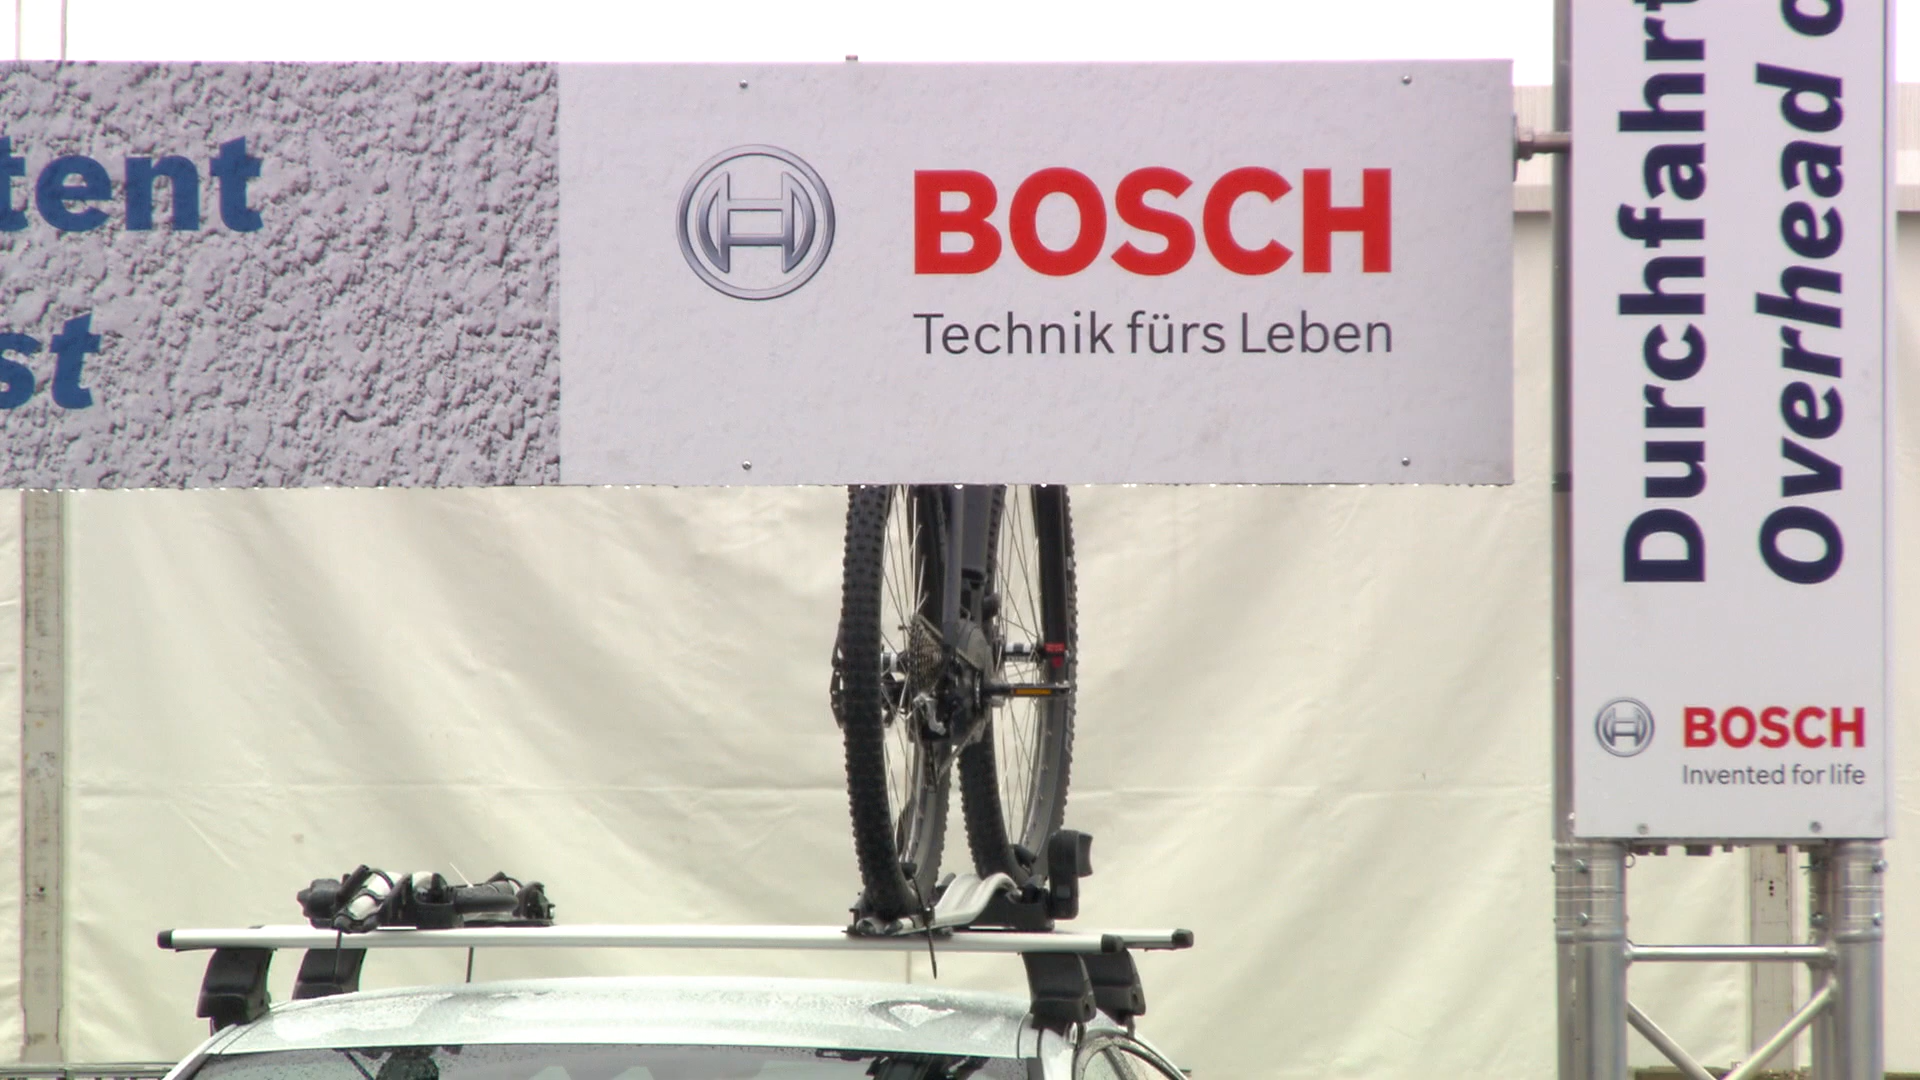 tent
st
BOSCH
Technik fürs Leben
Durchfahrt
Overhead
BOSCH
Invented for life